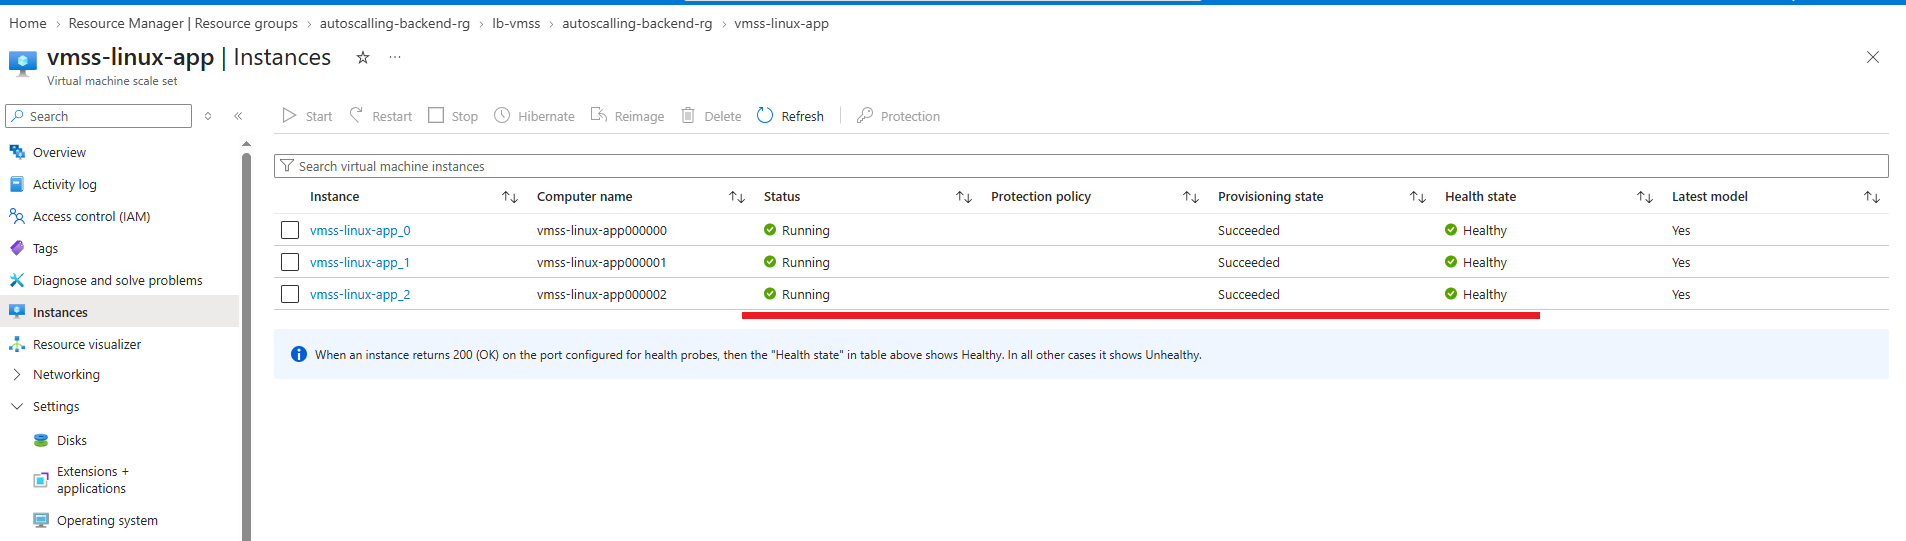 Home > Resource Manager | Resource groups > autoscalling-backend-rg > lb-vmss > autoscalling-backend-rg > vmss-linux-app
vmss-linux-app | Instances
Virtual machine scale set
Search
Start Restart Stop Hibernate Reimage Delete Refresh Protection
Overview
Activity log
Access control (IAM)
Tags
Diagnose and solve problems
Instances
Resource visualizer
Networking
Settings
Disks
Extensions +
applications
Operating system
Search virtual machine instances
Instance Computer name Status Protection policy Provisioning state Health state Latest model
vmss-linux-app_0 vmss-linux-app000000 Running Succeeded Healthy Yes
vmss-linux-app_1 vmss-linux-app000001 Running Succeeded Healthy Yes
vmss-linux-app_2 vmss-linux-app000002 Running Succeeded Healthy Yes
When an instance returns 200 (OK) on the port configured for health probes, then the "Health state" in table above shows Healthy. In all other cases it shows Unhealthy.